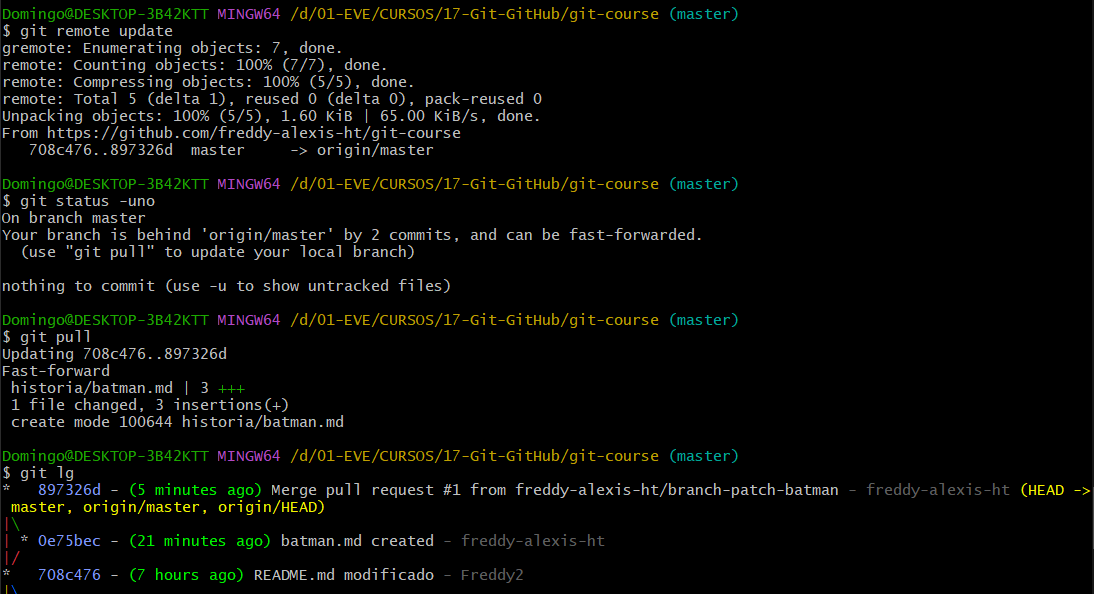 Domingo@DESKTOP-3B42KTT MINGW64 /d/01-EVE/CURSOS/17-Git-GitHub/git-course (master)
$ git remote update
gremote: Enumerating objects: 7, done.
remote: Counting objects: 100% (7/7), done.
remote: Compressing objects: 100% (5/5), done.
remote: Total 5 (delta 1), reused 0 (delta 0), pack-reused 0
Unpacking objects: 100% (5/5), 1.60 KiB | 65.00 KiB/s, done.
From https://github.com/freddy-alexis-ht/git-course
   708c476..897326d  master     -> origin/master

Domingo@DESKTOP-3B42KTT MINGW64 /d/01-EVE/CURSOS/17-Git-GitHub/git-course (master)
$ git status -uno
On branch master
Your branch is behind 'origin/master' by 2 commits, and can be fast-forwarded.
  (use "git pull" to update your local branch)

nothing to commit (use -u to show untracked files)

Domingo@DESKTOP-3B42KTT MINGW64 /d/01-EVE/CURSOS/17-Git-GitHub/git-course (master)
$ git pull
Updating 708c476..897326d
Fast-forward
 historia/batman.md | 3 +++
 1 file changed, 3 insertions(+)
 create mode 100644 historia/batman.md

Domingo@DESKTOP-3B42KTT MINGW64 /d/01-EVE/CURSOS/17-Git-GitHub/git-course (master)
$ git lg
*   897326d - (5 minutes ago) Merge pull request #1 from freddy-alexis-ht/branch-patch-batman - freddy-alexis-ht (HEAD ->
 master, origin/master, origin/HEAD)
|\
| * 0e75bec - (21 minutes ago) batman.md created - freddy-alexis-ht
|/
*   708c476 - (7 hours ago) README.md modificado - Freddy2
|\